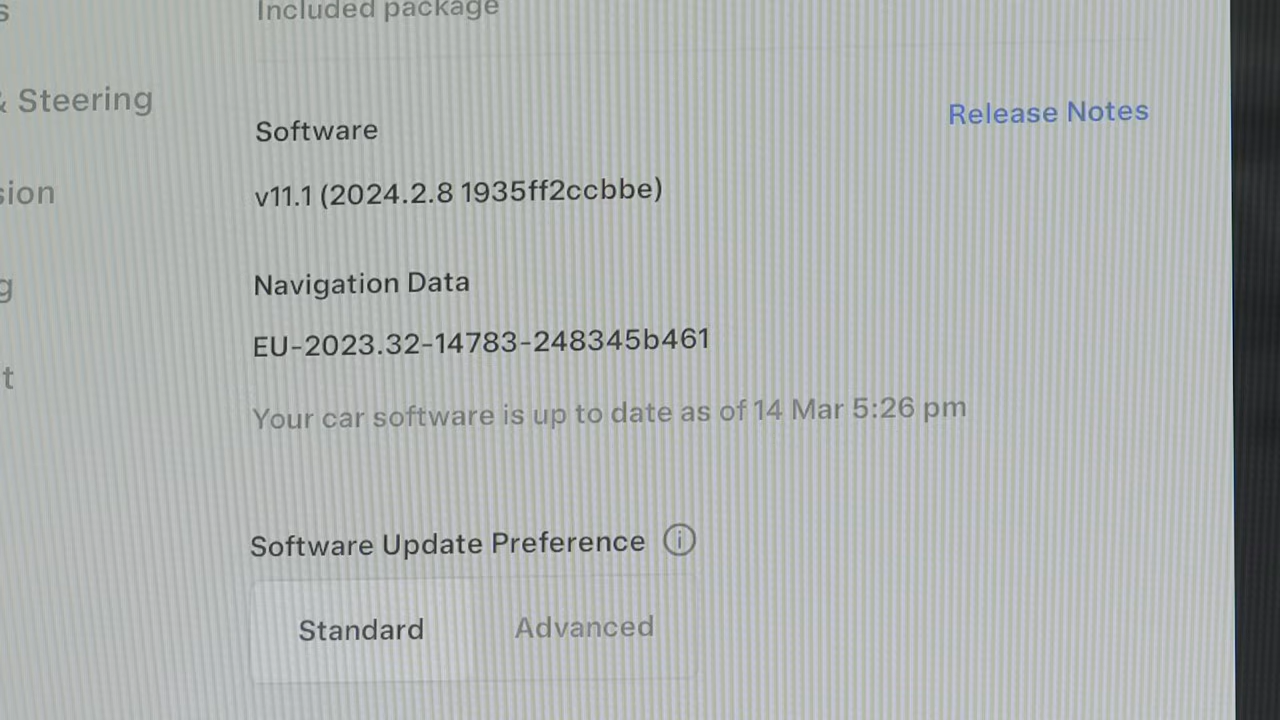 Included package
& Steering
Software
Release Notes
v11.1 (2024.2.8 1935ff2ccbbe)
Navigation Data
EU-2023.32-14783-248345b461
Your car software is up to date as of 14 Mar 5:26 pm
Software Update Preference
Standard
Advanced